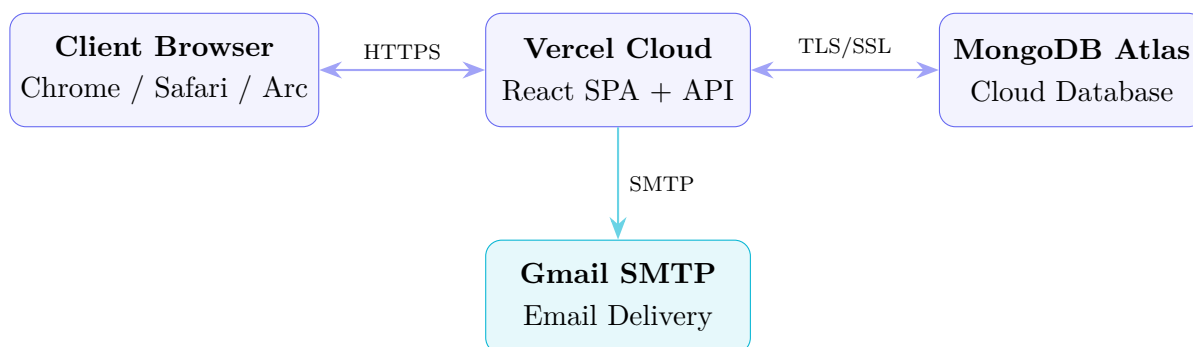 Client Browser
Chrome / Safari / Arc
HTTPS
Vercel Cloud
React SPA + API
TLS/SSL
MongoDB Atlas
Cloud Database
SMTP
Gmail SMTP
Email Delivery